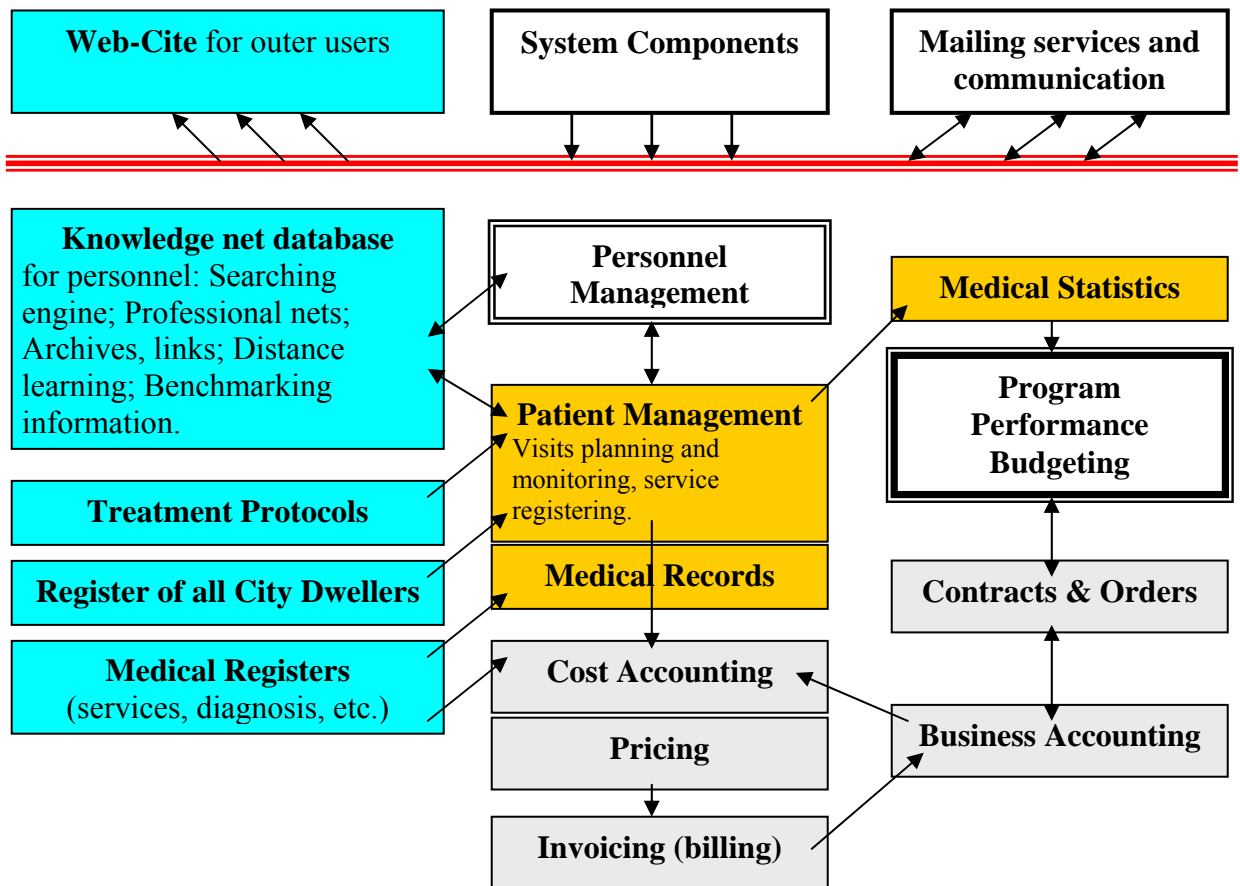 Web-Cite for outer users
System Components
Mailing services and
communication
Knowledge net database
for personnel: Searching
engine; Professional nets;
Archives, links; Distance
learning; Benchmarking
information.
Personnel
Management
Medical Statistics
Patient Management
Visits planning and
monitoring, service
registering.
Program
Performance
Budgeting
Treatment Protocols
Register of all City Dwellers
Medical Records
Contracts & Orders
Medical Registers
(services, diagnosis, etc.)
Cost Accounting
Pricing
Business Accounting
Invoicing (billing)